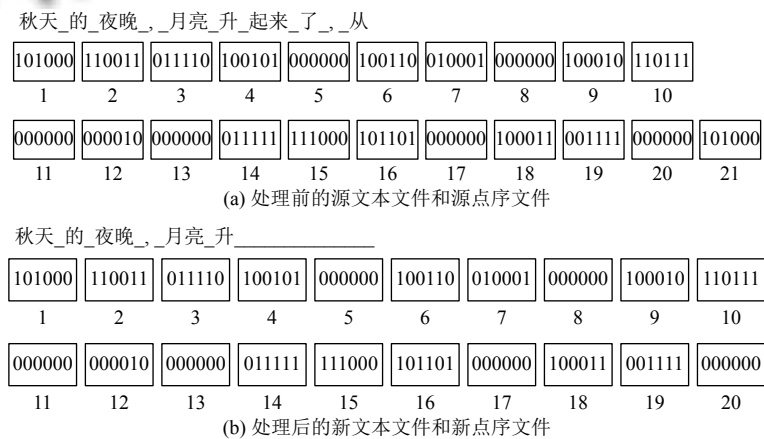 秋天_的_夜晚_, _月亮_升_起来_了_, _从
101000 110011 011110 100101 000000 100110 010001 000000 100010 110111
1 2 3 4 5 6 7 8 9 10
000000 000010 000000 011111 111000 101101 000000 100011 001111 000000 101000
11 12 13 14 15 16 17 18 19 20 21
(a) 处理前的源文本文件和源点序文件
秋天_的_夜晚_, _月亮_升______________
101000 110011 011110 100101 000000 100110 010001 000000 100010 110111
1 2 3 4 5 6 7 8 9 10
000000 000010 000000 011111 111000 101101 000000 100011 001111 000000
11 12 13 14 15 16 17 18 19 20
(b) 处理后的新文本文件和新点序文件